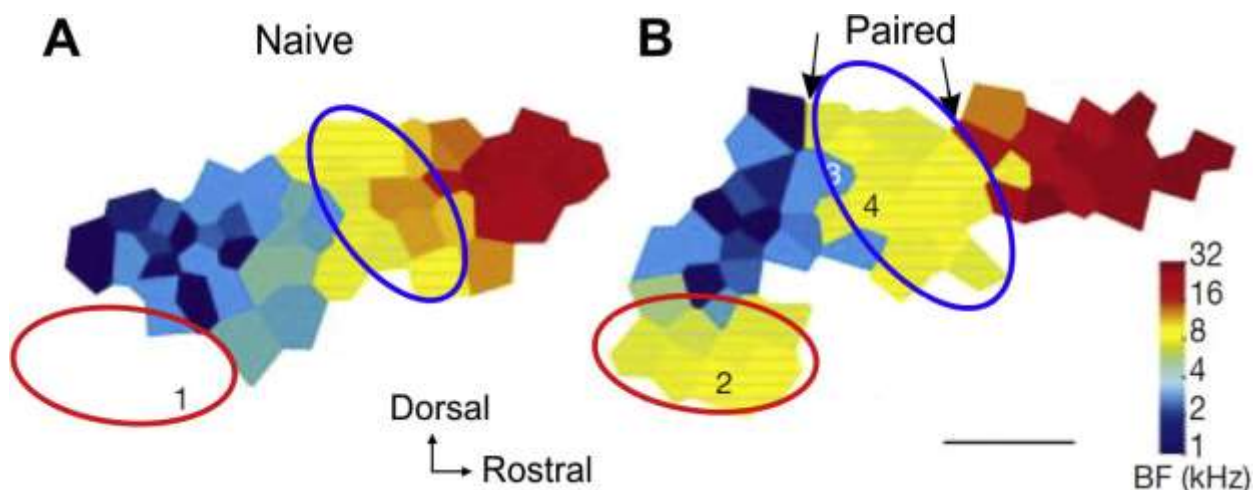 A
Naive
B
Paired
3
4
1
2
Dorsal
Rostral
32
16
8
4
2
1
BF (kHz)